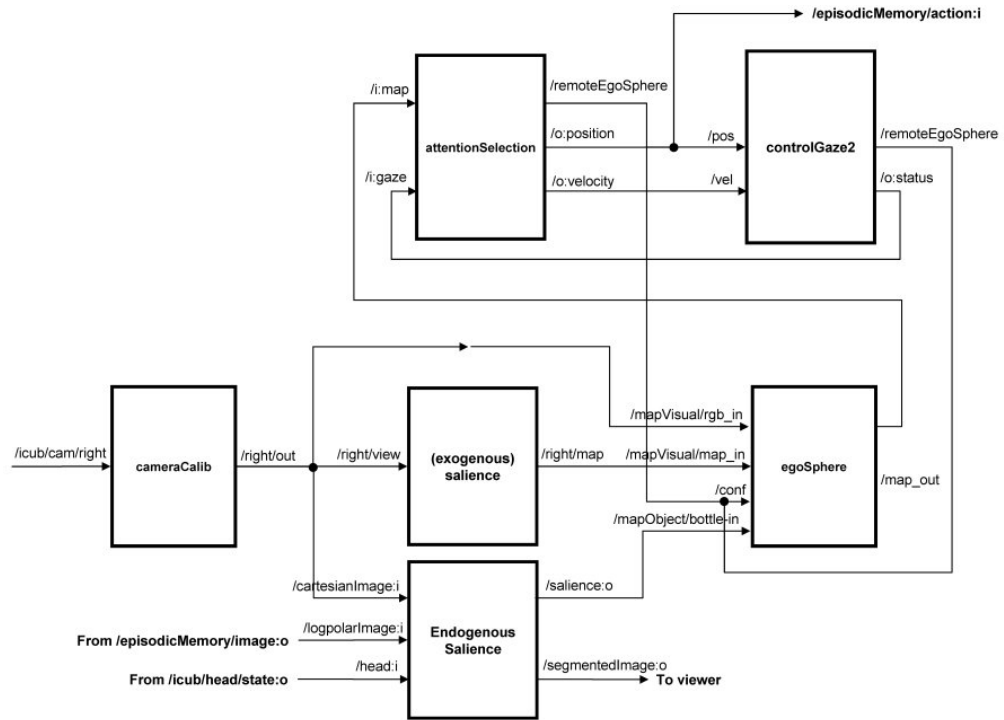 /episodicMemory/action:i
/i:map
/remoteEgoSphere
attentionSelection
/o:position
/pos
controlGaze2
/remoteEgoSphere
/i:gaze
/o:velocity
/vel
/o:status
/icub/cam/right
cameraCalib
/right/out
/right/view
(exogenous)
salience
/right/map
/mapVisual/rgb_in
/mapVisual/map_in
egoSphere
/conf
/map_out
/mapObject/bottle-in
/cartesianImage:i
/salience:o
/logpolarImage:i
From /episodicMemory/image:o
Endogenous
Salience
/head:i
/segmentedImage:o
From /icub/head/state:o
To viewer